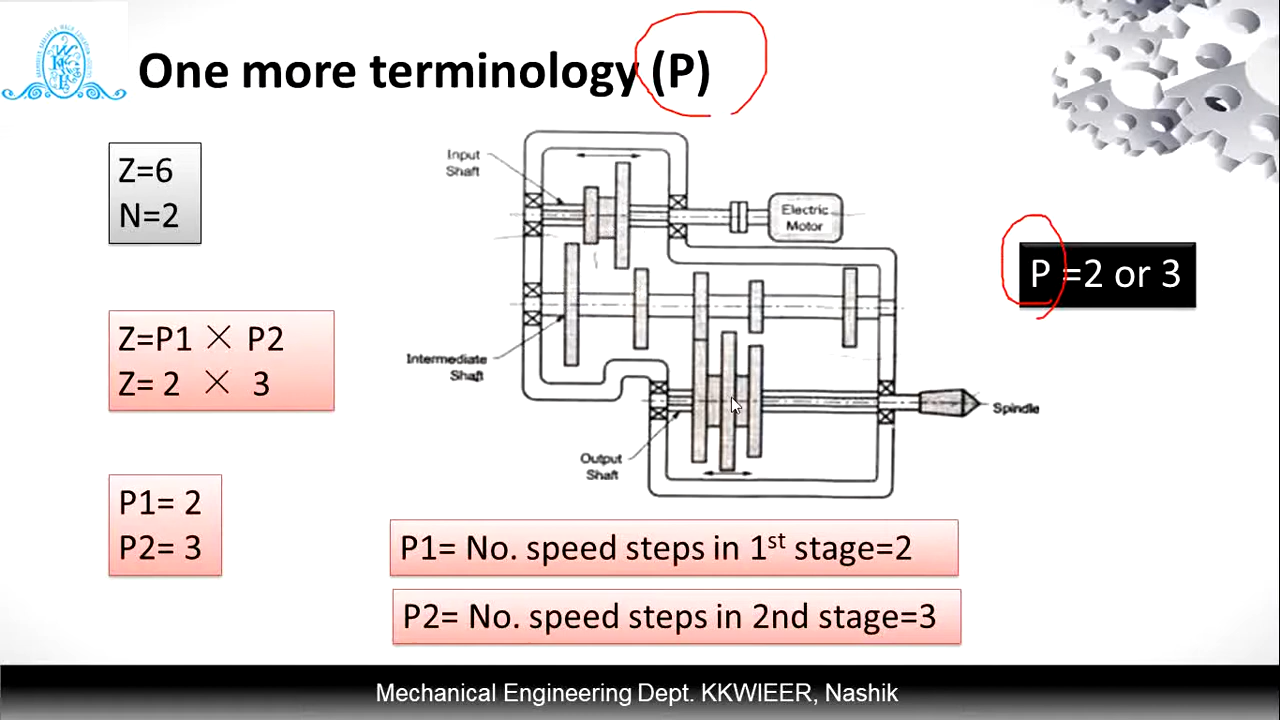 One more terminology (P)
Z=6
N=2
Input
Shaft
Electric
Motor
P =2 or 3
Z=P1 × P2
Z= 2 × 3
Intermediate
Shaft
Spindle
Output
Shaft
P1= 2
P2= 3
P1= No. speed steps in 1st stage=2
P2= No. speed steps in 2nd stage=3
Mechanical Engineering Dept. KKWIEER, Nashik